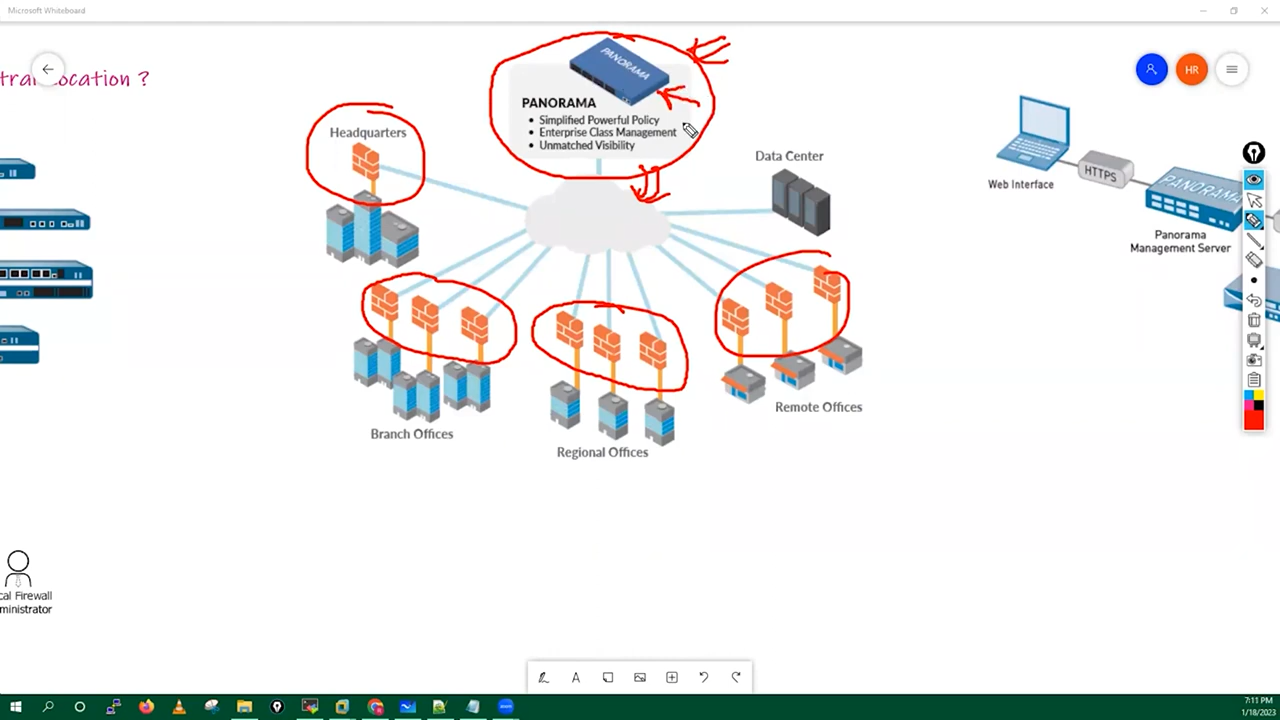 Microsoft Whiteboard
location ?
HR
PANORAMA
PANORAMA
• Simplified Powerful Policy
• Enterprise Class Management
• Unmatched Visibility
Headquarters
Data Center
Web Interface
HTTPS
PANORAMA
Panorama
Management Server
Branch Offices
Regional Offices
Remote Offices
cal Firewall
ministrator
A
7:11 PM
1/18/2023